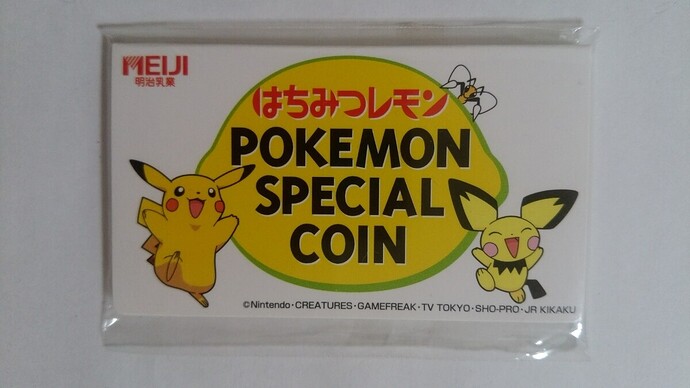 MEIJI
明治乳業
はちみつレモン
POKEMON
SPECIAL
COIN
©Nintendo・CREATURES・GAMEFREAK・TV TOKYO・SHO-PRO・JR KIKAKU